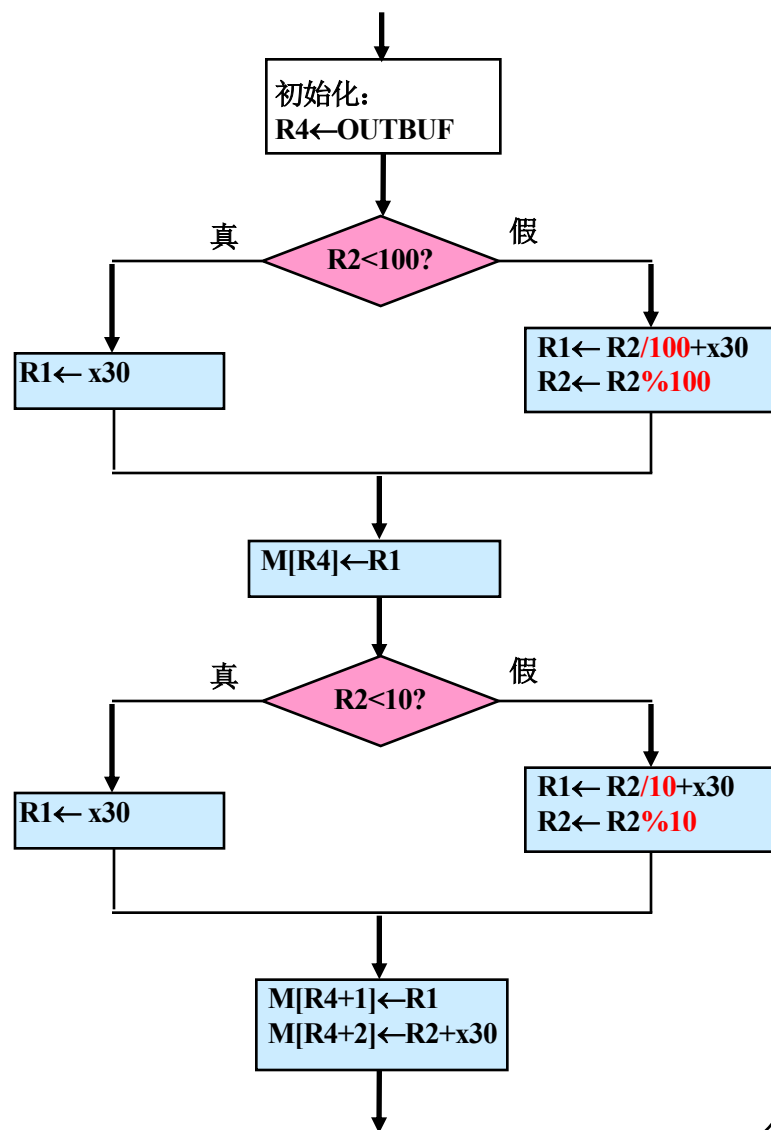 初始化：
R4←OUTBUF
真
假
R2<100?
R1← x30
R1← R2/100+x30
R2← R2%100
M[R4]←R1
真
假
R2<10?
R1← x30
R1← R2/10+x30
R2← R2%10
M[R4+1]←R1
M[R4+2]←R2+x30